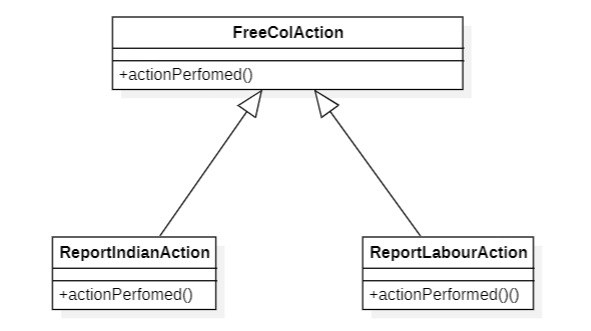 FreeColAction
+actionPerfomed()
ReportIndianAction
ReportLabourAction
+actionPerfomed()
+actionPerformed()()